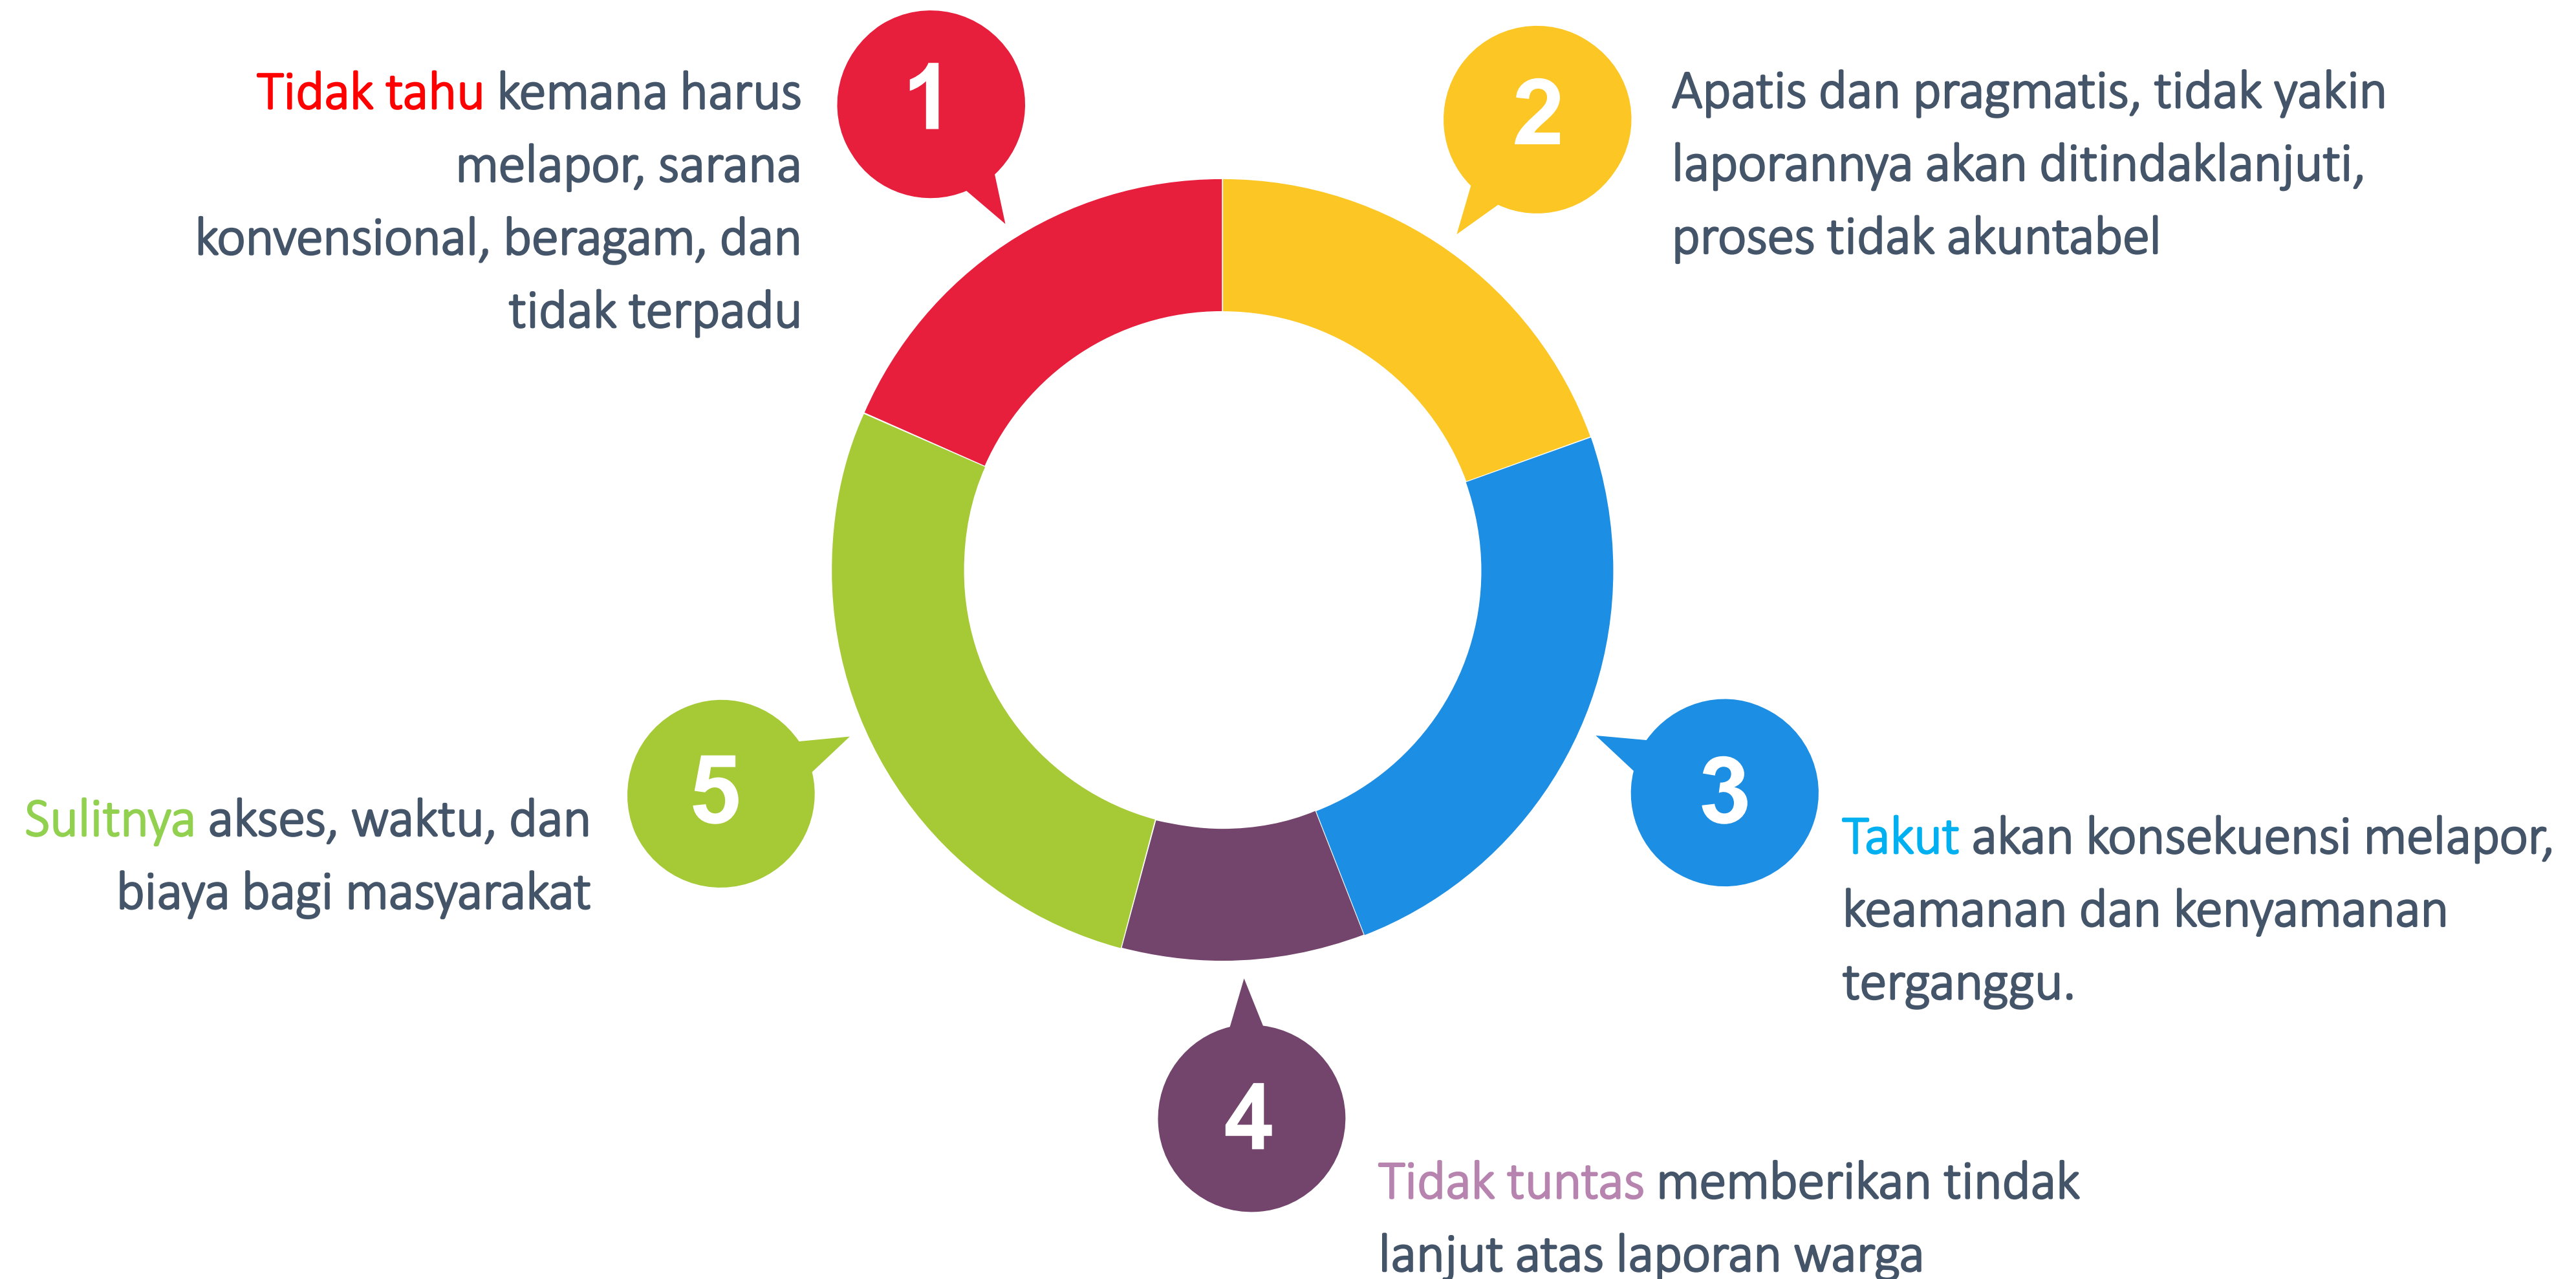 1
Tidak tahu kemana harus
melapor, sarana
konvensional, beragam, dan
tidak terpadu
2
Apatis dan pragmatis, tidak yakin
laporannya akan ditindaklanjuti,
proses tidak akuntabel
3
Takut akan konsekuensi melapor,
keamanan dan kenyamanan
terganggu.
4
Tidak tuntas memberikan tindak
lanjut atas laporan warga
5
Sulitnya akses, waktu, dan
biaya bagi masyarakat